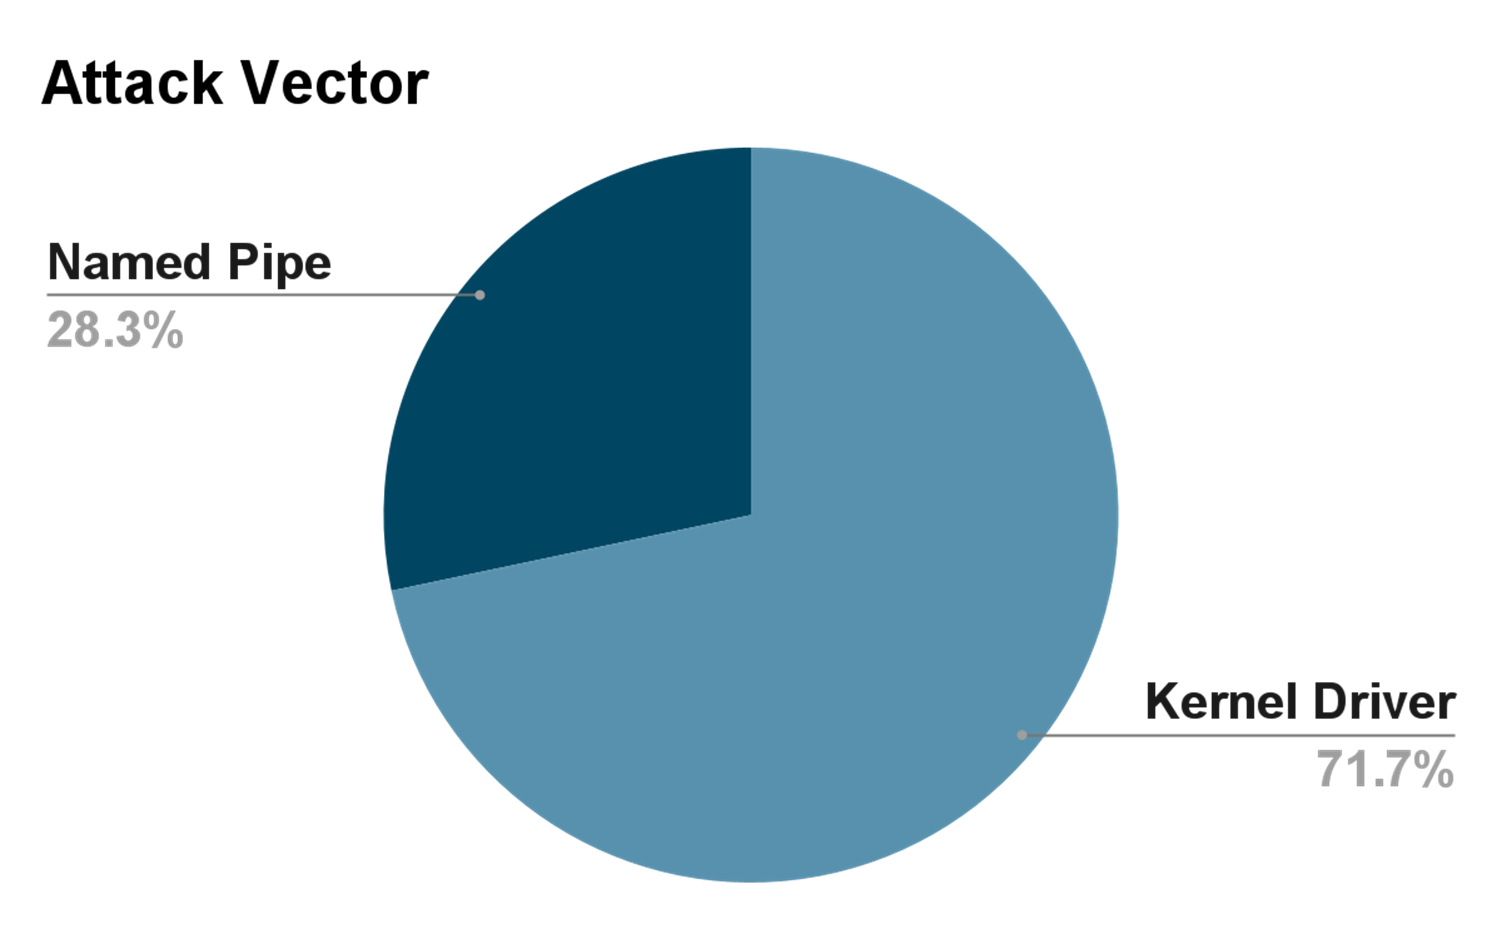 Attack Vector
Named Pipe
28.3%
Kernel Driver
71.7%